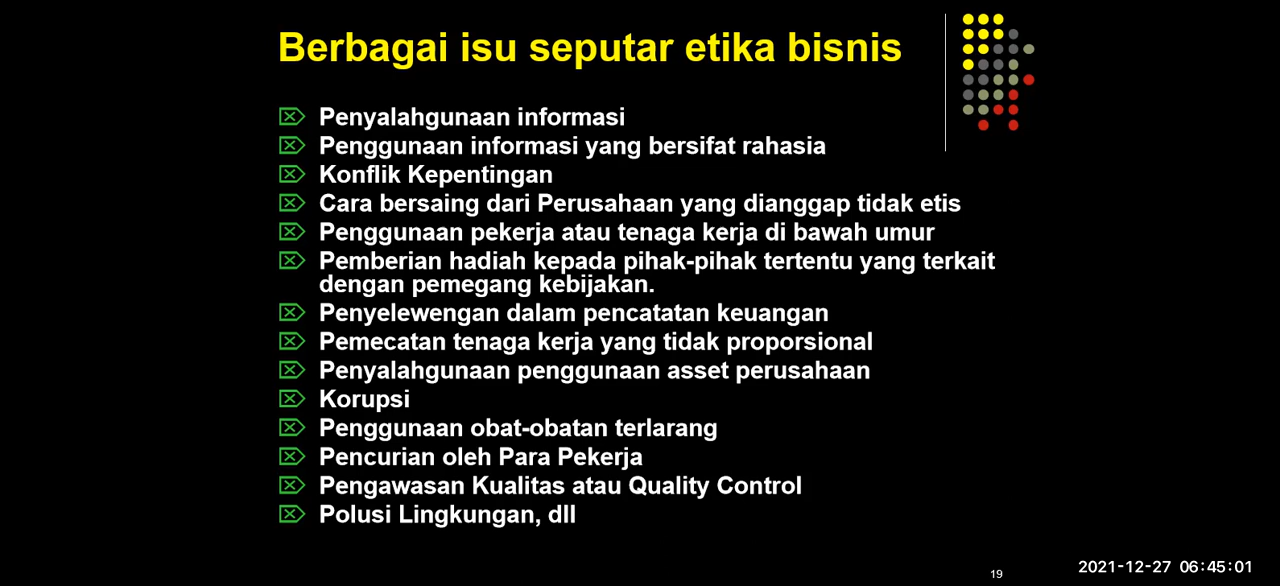 Berbagai isu seputar etika bisnis
Penyalahgunaan informasi
Penggunaan informasi yang bersifat rahasia
Konflik Kepentingan
Cara bersaing dari Perusahaan yang dianggap tidak etis
Penggunaan pekerja atau tenaga kerja di bawah umur
Pemberian hadiah kepada pihak-pihak tertentu yang terkait
dengan pemegang kebijakan.
Penyelewengan dalam pencatatan keuangan
Pemecatan tenaga kerja yang tidak proporsional
Penyalahgunaan penggunaan asset perusahaan
Korupsi
Penggunaan obat-obatan terlarang
Pencurian oleh Para Pekerja
Pengawasan Kualitas atau Quality Control
Polusi Lingkungan, dll
19
2021-12-27 06:45:01